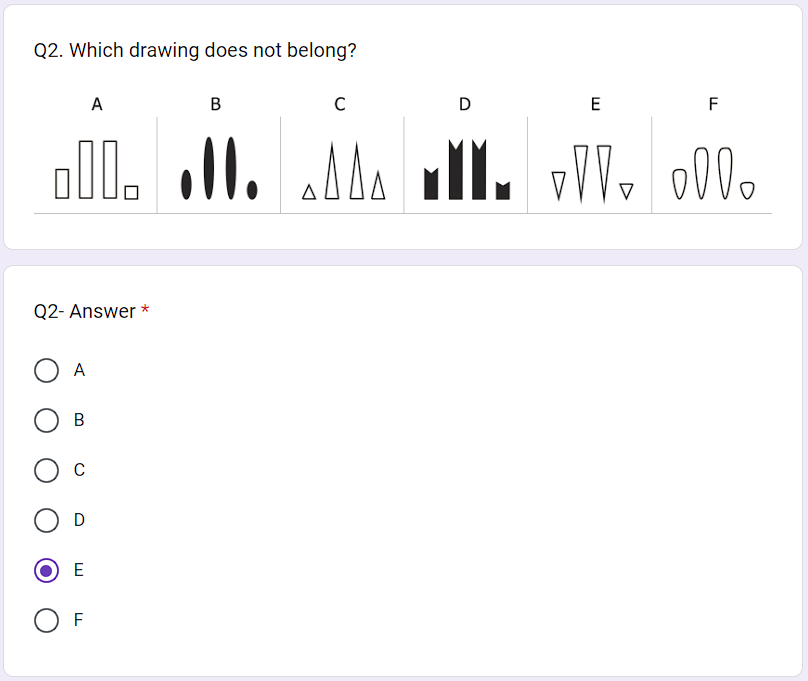 Q2. Which drawing does not belong?
A B C D E F
Q2- Answer *
A
B
C
D
E
F